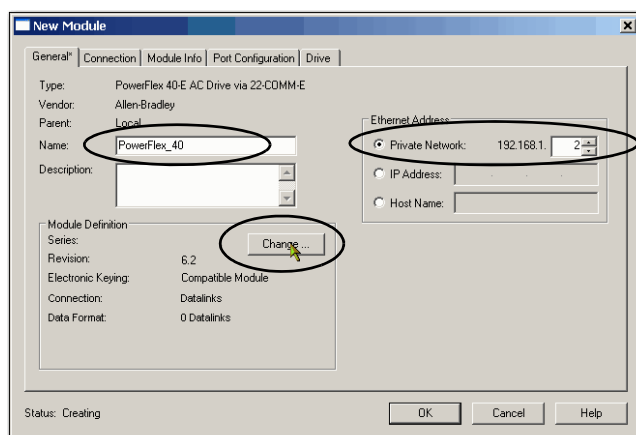 New Module
General* Connection Module Info Port Configuration Drive
Type: PowerFlex 40-E AC Drive via 22-COMM-E
Vendor: Allen-Bradley
Parent: Local
Name: PowerFlex_40
Description:
Ethernet Address
Private Network: 192.168.1. 2
IP Address: . . .
Host Name:
Module Definition
Series: Change ...
Revision: 6.2
Electronic Keying: Compatible Module
Connection: Datalinks
Data Format: 0 Datalinks
Status: Creating
OK Cancel Help